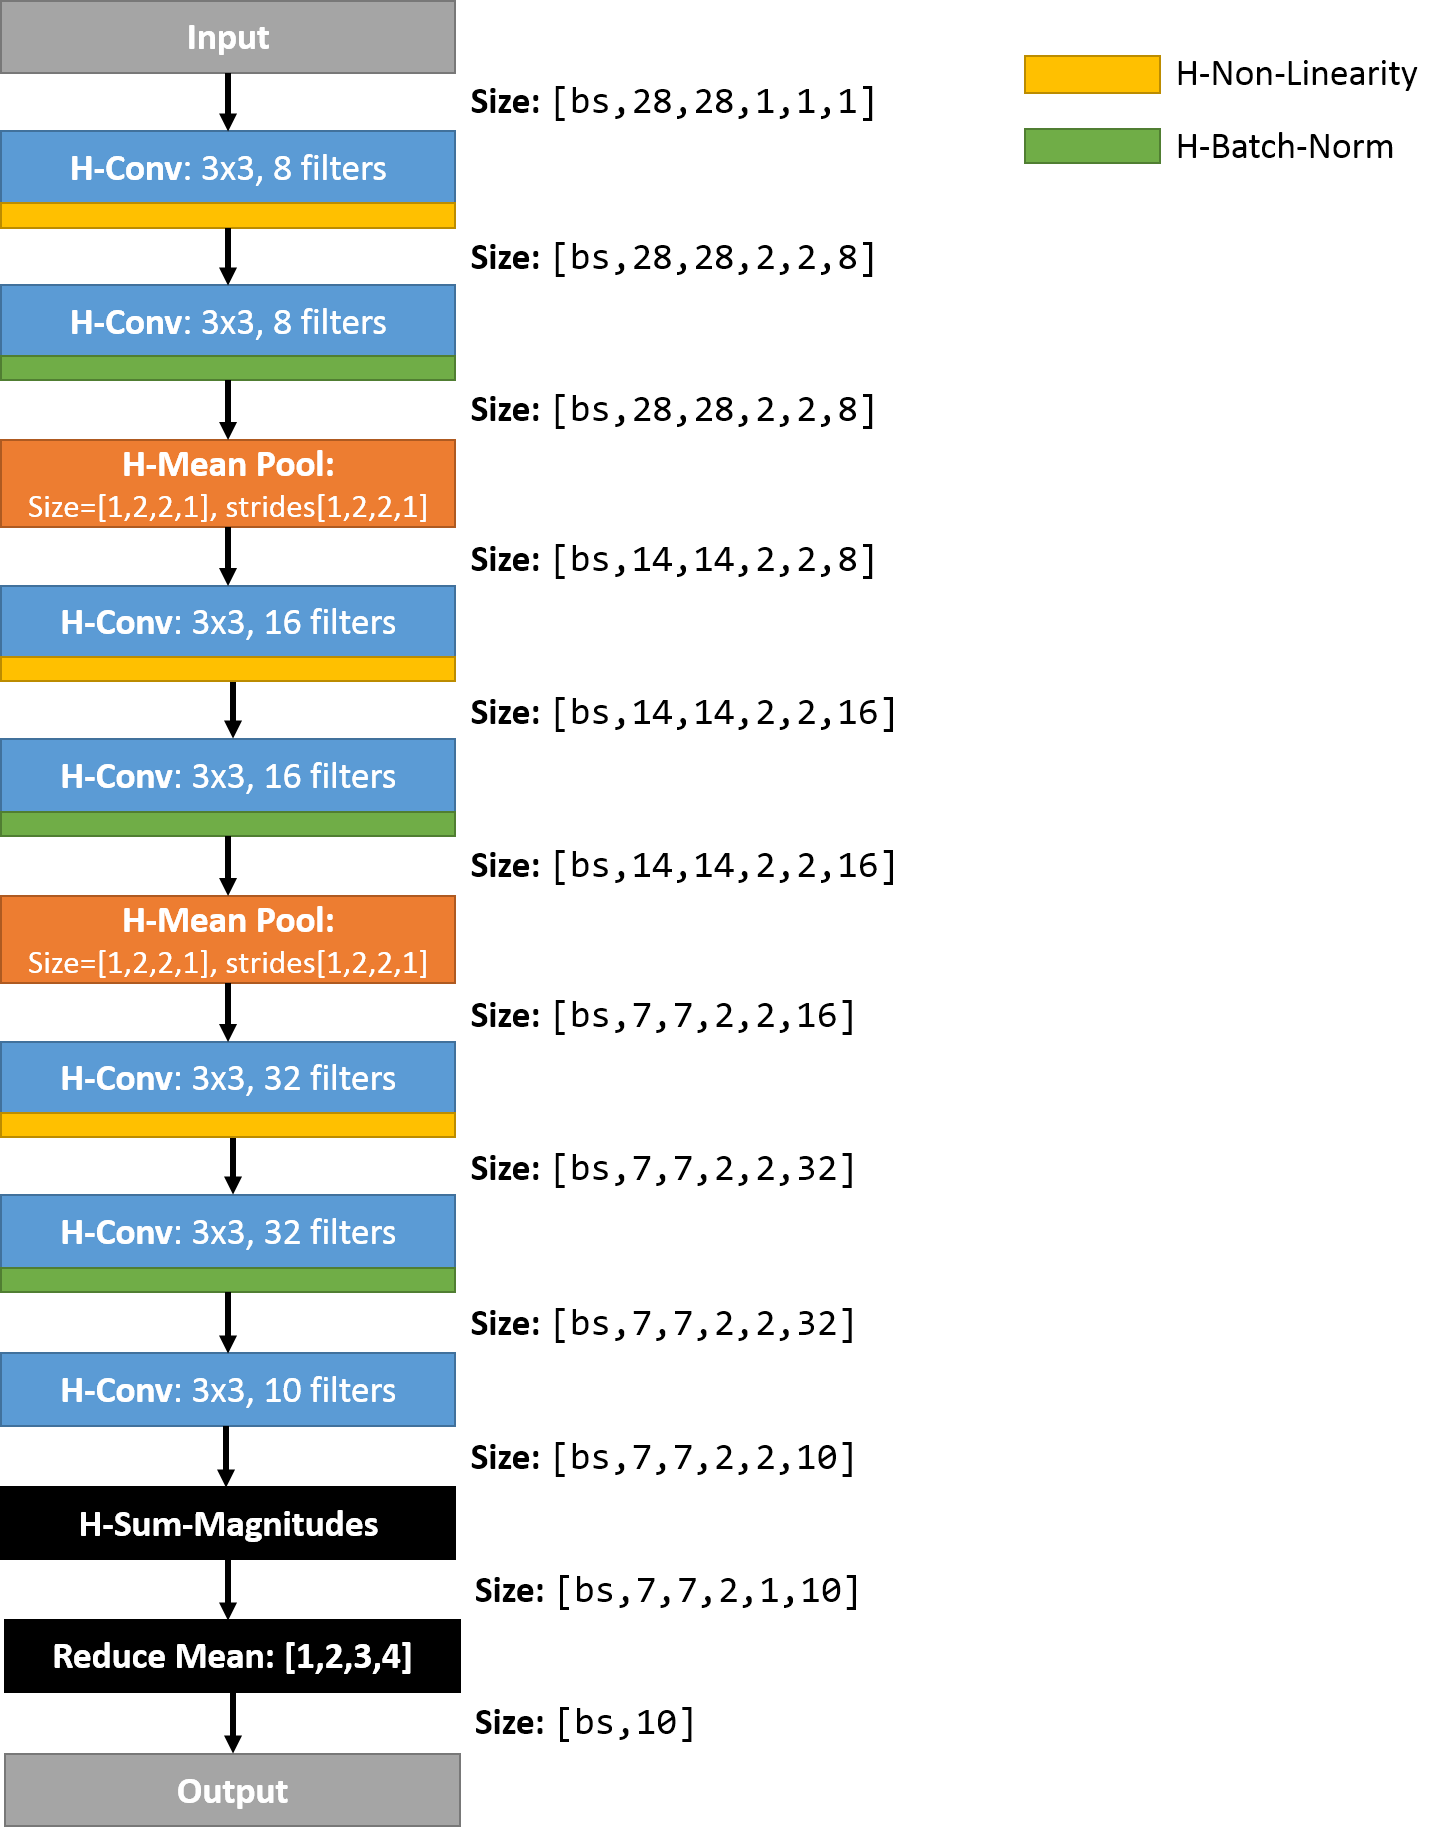 Input
H-Non-Linearity
Size: [bs,28,28,1,1,1]
H-Batch-Norm
H-Conv: 3x3, 8 filters
Size: [bs,28,28,2,2,8]
H-Conv: 3x3, 8 filters
Size: [bs,28,28,2,2,8]
H-Mean Pool:
Size=[1,2,2,1], strides[1,2,2,1]
Size: [bs,14,14,2,2,8]
H-Conv: 3x3, 16 filters
Size: [bs,14,14,2,2,16]
H-Conv: 3x3, 16 filters
Size: [bs,14,14,2,2,16]
H-Mean Pool:
Size=[1,2,2,1], strides[1,2,2,1]
Size: [bs,7,7,2,2,16]
H-Conv: 3x3, 32 filters
Size: [bs,7,7,2,2,32]
H-Conv: 3x3, 32 filters
Size: [bs,7,7,2,2,32]
H-Conv: 3x3, 10 filters
Size: [bs,7,7,2,2,10]
H-Sum-Magnitudes
Size: [bs,7,7,2,1,10]
Reduce Mean: [1,2,3,4]
Size: [bs,10]
Output